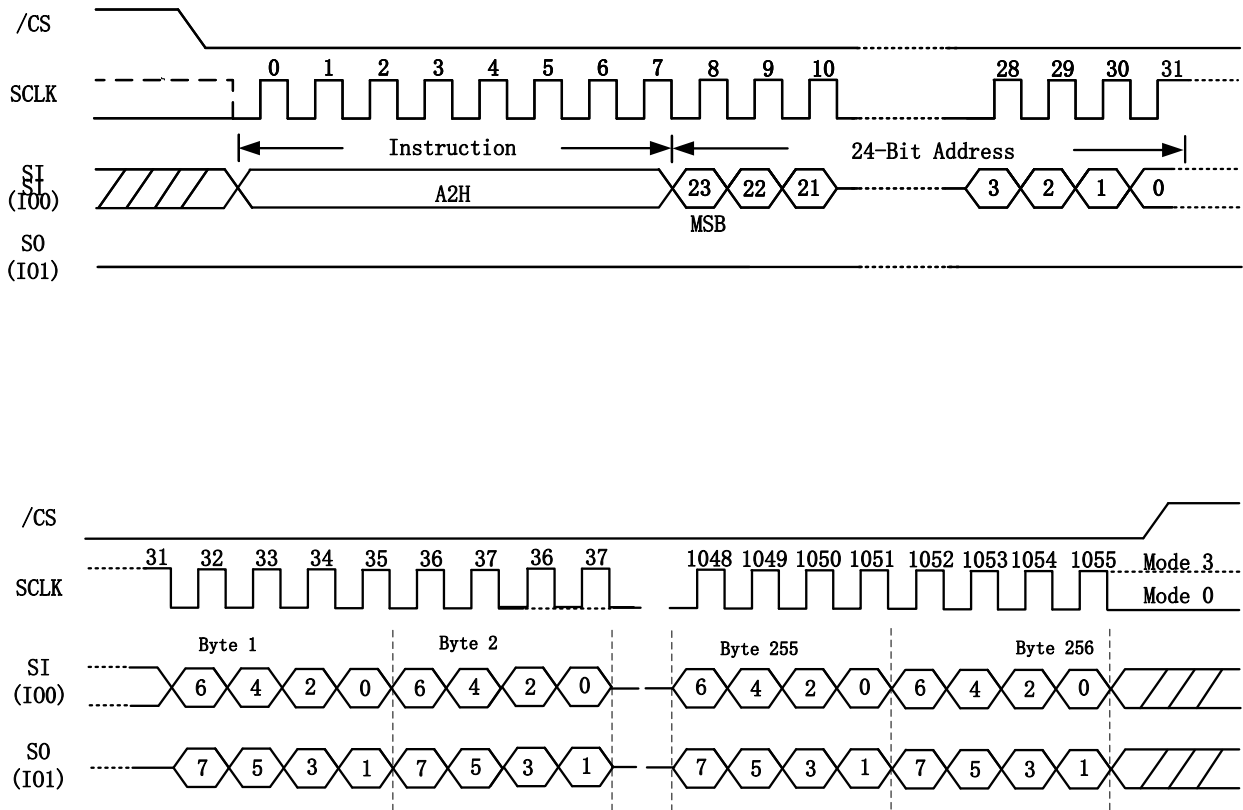 /CS
0 1 2 3 4 5 6 7 8 9 10 28 29 30 31
SCLK
Instruction 24-Bit Address
SI
SI
(IO0)
A2H 23 22 21 3 2 1 0
MSB
SO
(IO1)
/CS
31 32 33 34 35 36 37 36 37 1048 1049 1050 1051 1052 1053 1054 1055 Mode 3
SCLK
Mode 0
Byte 1 Byte 2 Byte 255 Byte 256
SI
(IO0)
6 4 2 0 6 4 2 0 6 4 2 0 6 4 2 0
SO
(IO1)
7 5 3 1 7 5 3 1 7 5 3 1 7 5 3 1